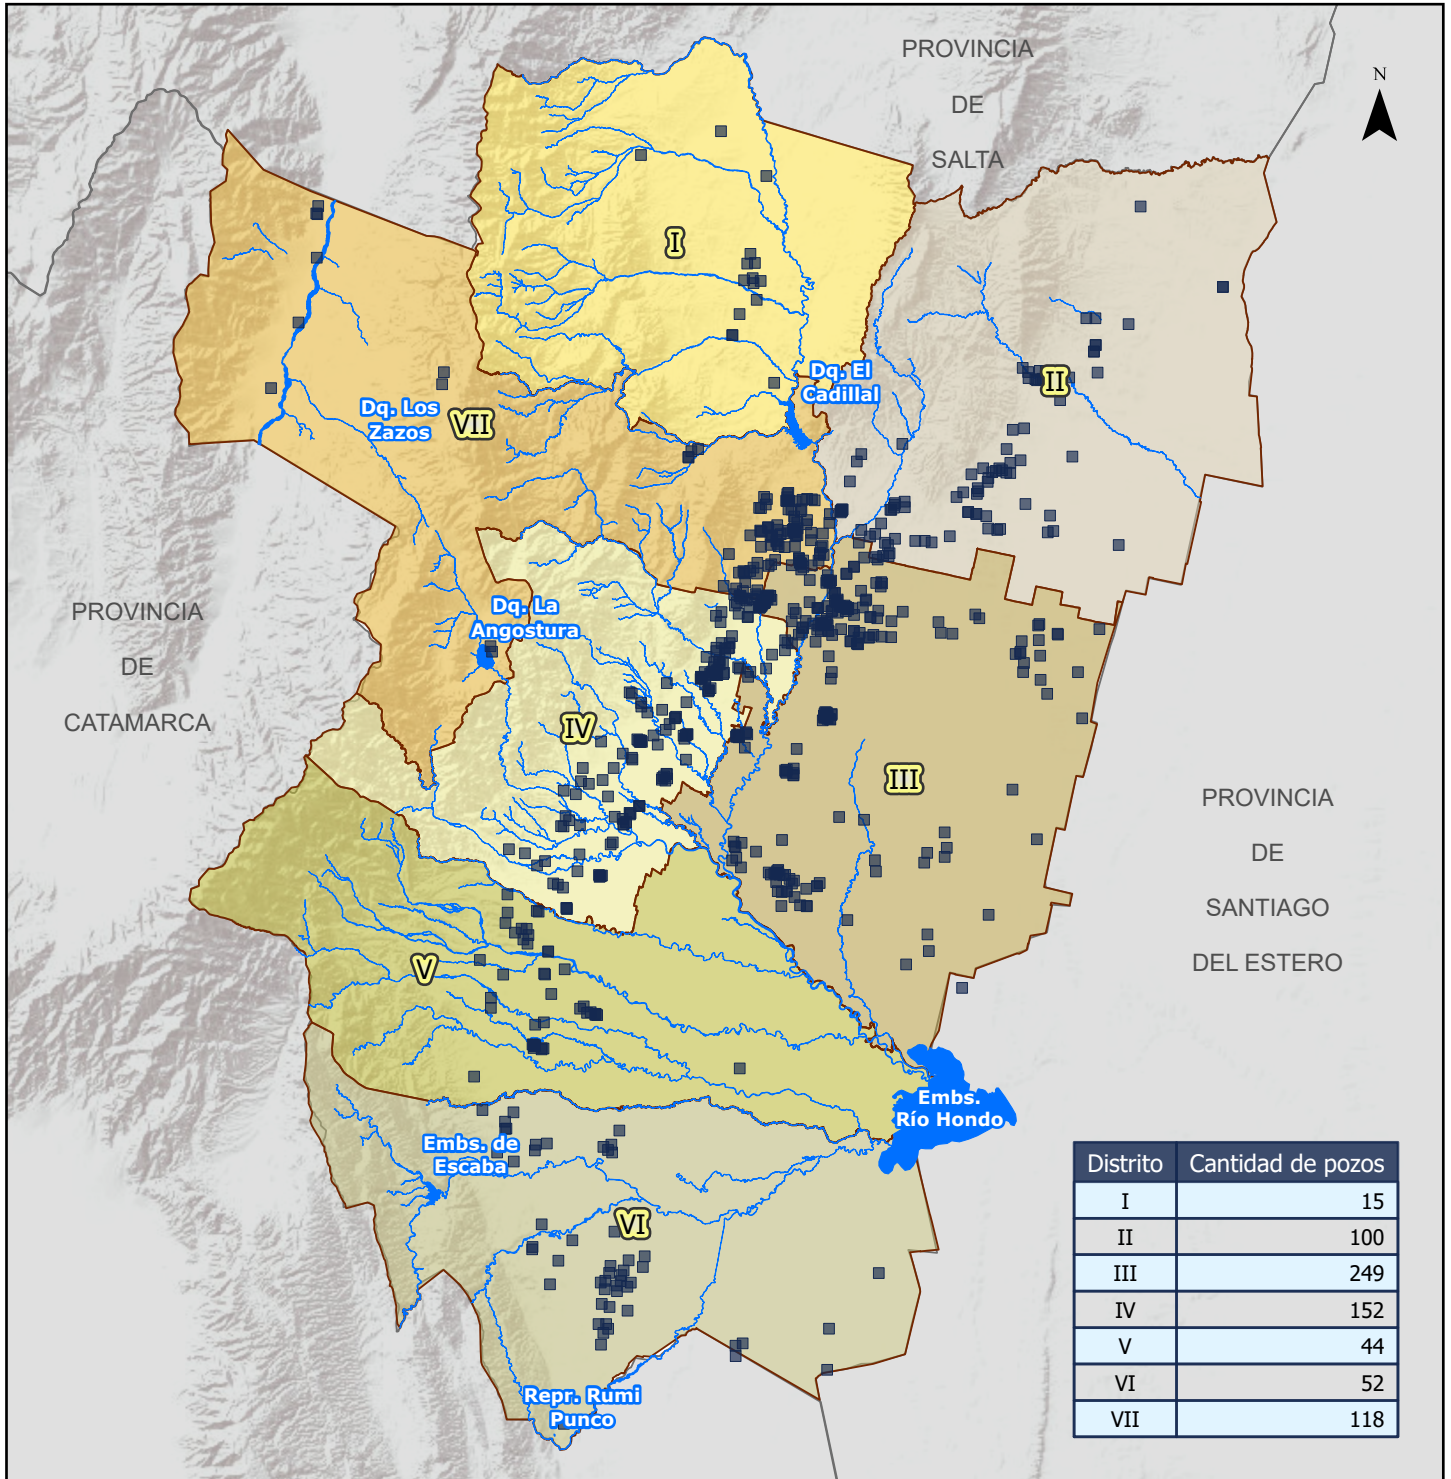 PROVINCIA
DE
SALTA
N
I
Dq. El
Cadillal
II
Dq. Los
Zazos
VII
PROVINCIA
DE
CATAMARCA
Dq. La
Angostura
IV
III
PROVINCIA
DE
SANTIAGO
DEL ESTERO
V
Embs.
Río Hondo
Embs. de
Escaba
VI
Repr. Rumi
Punco
Distrito Cantidad de pozos
I 15
II 100
III 249
IV 152
V 44
VI 52
VII 118